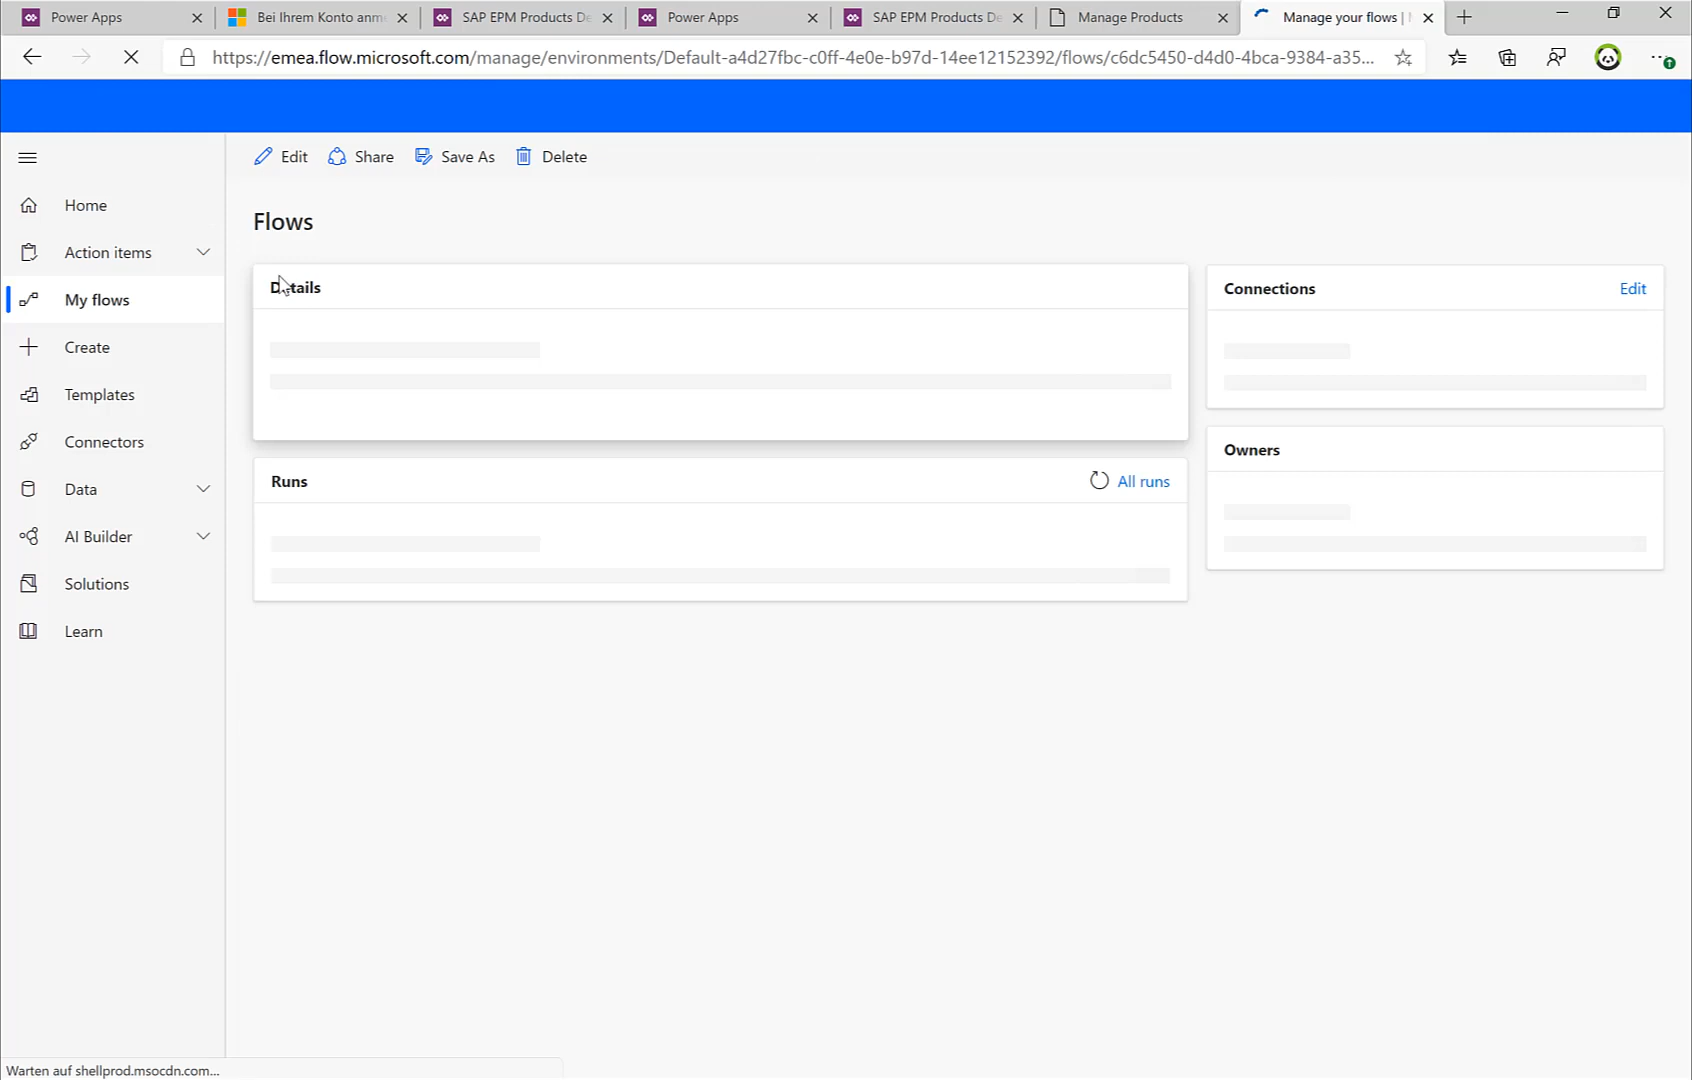 Power Apps
Bei Ihrem Konto anm
SAP EPM Products De
Power Apps
SAP EPM Products De
Manage Products
Manage your flows |
https://emea.flow.microsoft.com/manage/environments/Default-a4d27fbc-c0ff-4e0e-b97d-14ee12152392/flows/c6dc5450-d4d0-4bca-9384-a35...
Edit
Share
Save As
Delete
Home
Action items
My flows
Create
Templates
Connectors
Data
AI Builder
Solutions
Learn
Flows
Details
Connections
Edit
Runs
All runs
Owners
Warten auf shellprod.msocdn.com...